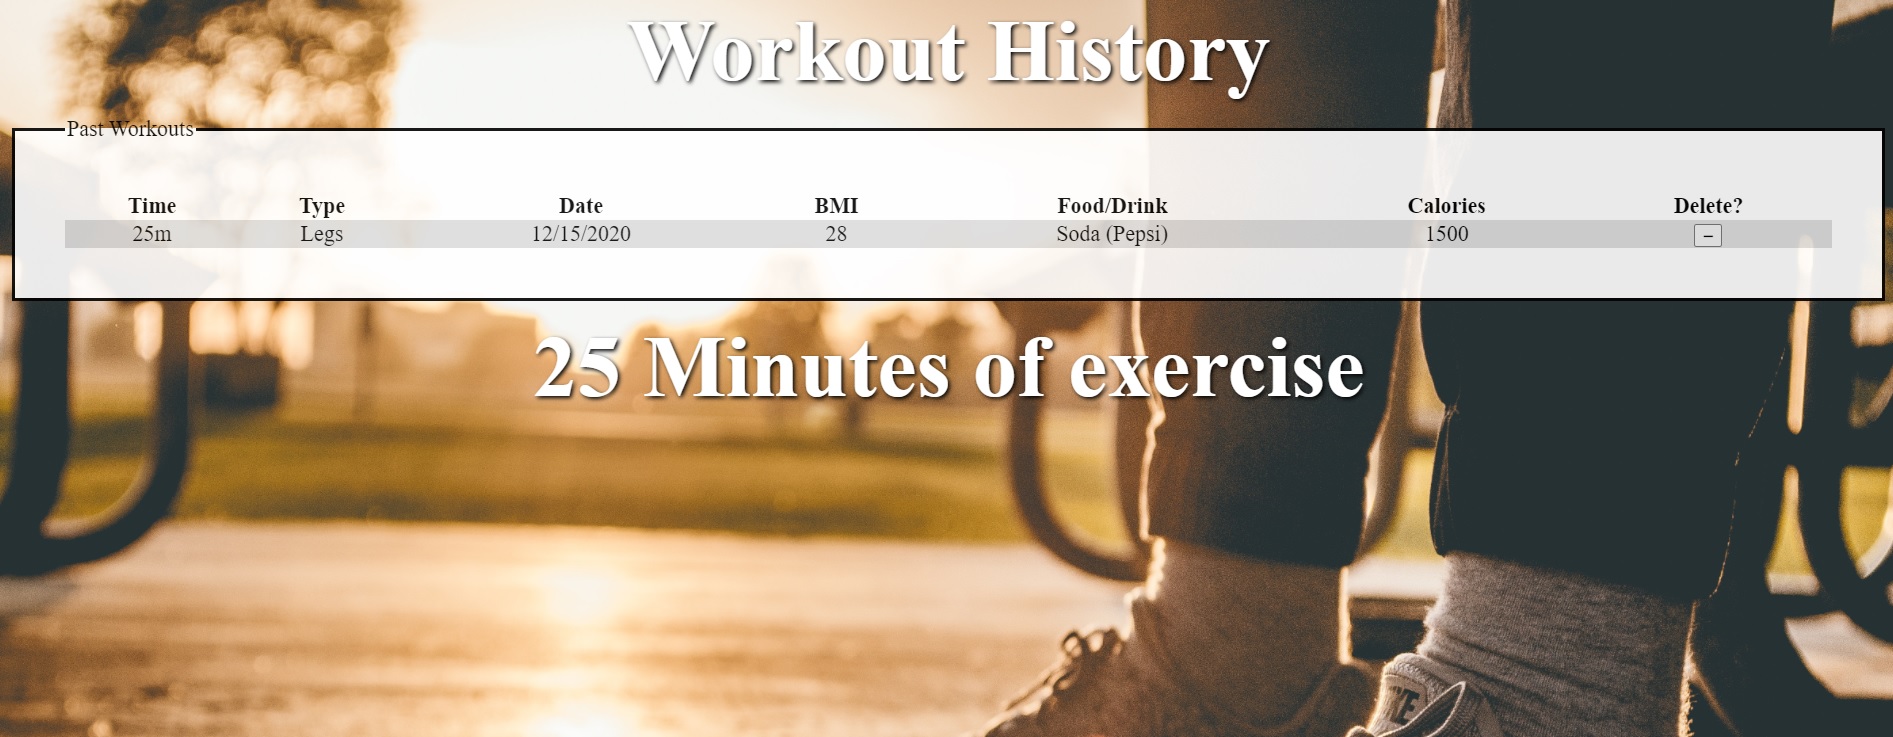 Workout History
Past Workouts
Time Type Date BMI Food/Drink Calories Delete?
25m Legs 12/15/2020 28 Soda (Pepsi) 1500 –
25 Minutes of exercise